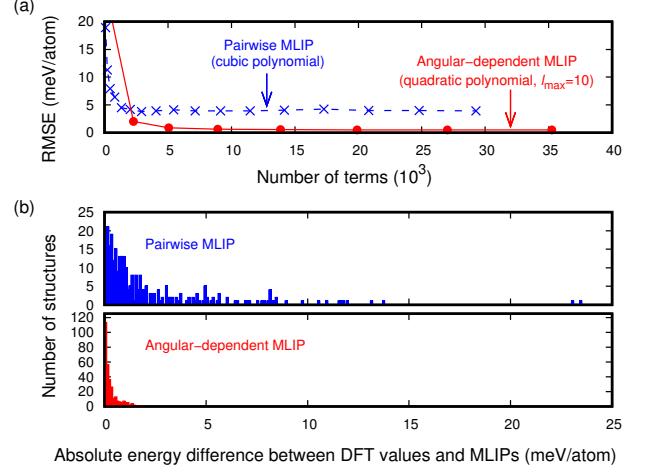 (a)
20
15
10
5
0
RMSE (meV/atom)
Pairwise MLIP
(cubic polynomial)
Angular−dependent MLIP
(quadratic polynomial, lmax=10)
0 5 10 15 20 25 30 35 40
Number of terms (10³)
(b)
Number of structures
25
20
15
10
5
0
Pairwise MLIP
120
100
80
60
40
20
0
Angular−dependent MLIP
0 5 10 15 20 25
Absolute energy difference between DFT values and MLIPs (meV/atom)